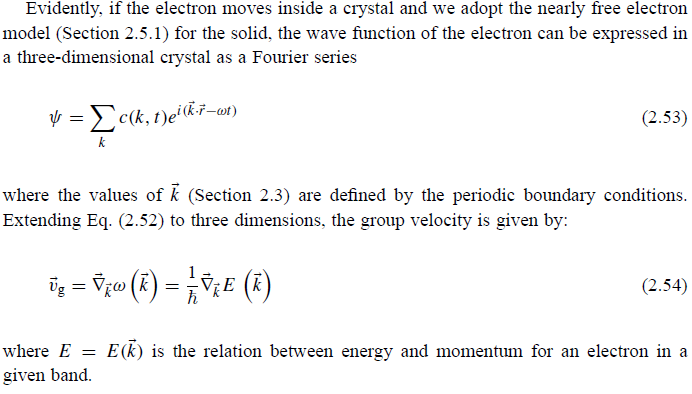 Evidently, if the electron moves inside a crystal and we adopt the nearly free electron
model (Section 2.5.1) for the solid, the wave function of the electron can be expressed in
a three-dimensional crystal as a Fourier series
$\psi = \sum_{k} c(k, t) e^{i(\vec{k} \cdot \vec{r} - \omega t)}$ (2.53)
where the values of $\vec{k}$ (Section 2.3) are defined by the periodic boundary conditions.
Extending Eq. (2.52) to three dimensions, the group velocity is given by:
$\vec{v}_{\mathrm{g}} = \vec{\nabla}_{\vec{k}} \omega \left( \vec{k} \right) = \frac{1}{\hbar} \vec{\nabla}_{\vec{k}} E \left( \vec{k} \right)$ (2.54)
where $E = E(\vec{k})$ is the relation between energy and momentum for an electron in a
given band.